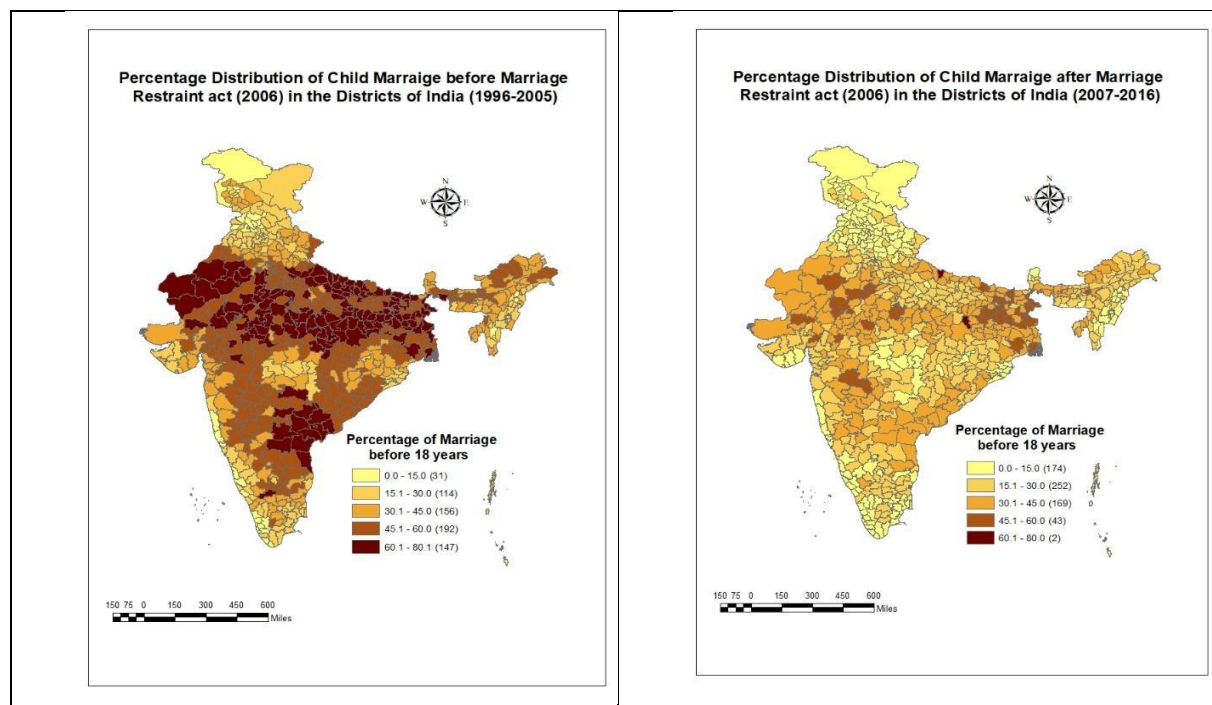 Percentage Distribution of Child Marraige before Marriage
Restraint act (2006) in the Districts of India (1996-2005)
N
W E
S
Percentage of Marriage
before 18 years
0.0 - 15.0 (31)
15.1 - 30.0 (114)
30.1 - 45.0 (156)
45.1 - 60.0 (192)
60.1 - 80.1 (147)
150 75 0 150 300 450 600
Miles
Percentage Distribution of Child Marraige after Marriage
Restraint act (2006) in the Districts of India (2007-2016)
N
W E
S
Percentage of Marriage
before 18 years
0.0 - 15.0 (174)
15.1 - 30.0 (252)
30.1 - 45.0 (169)
45.1 - 60.0 (43)
60.1 - 80.0 (2)
150 75 0 150 300 450 600
Miles